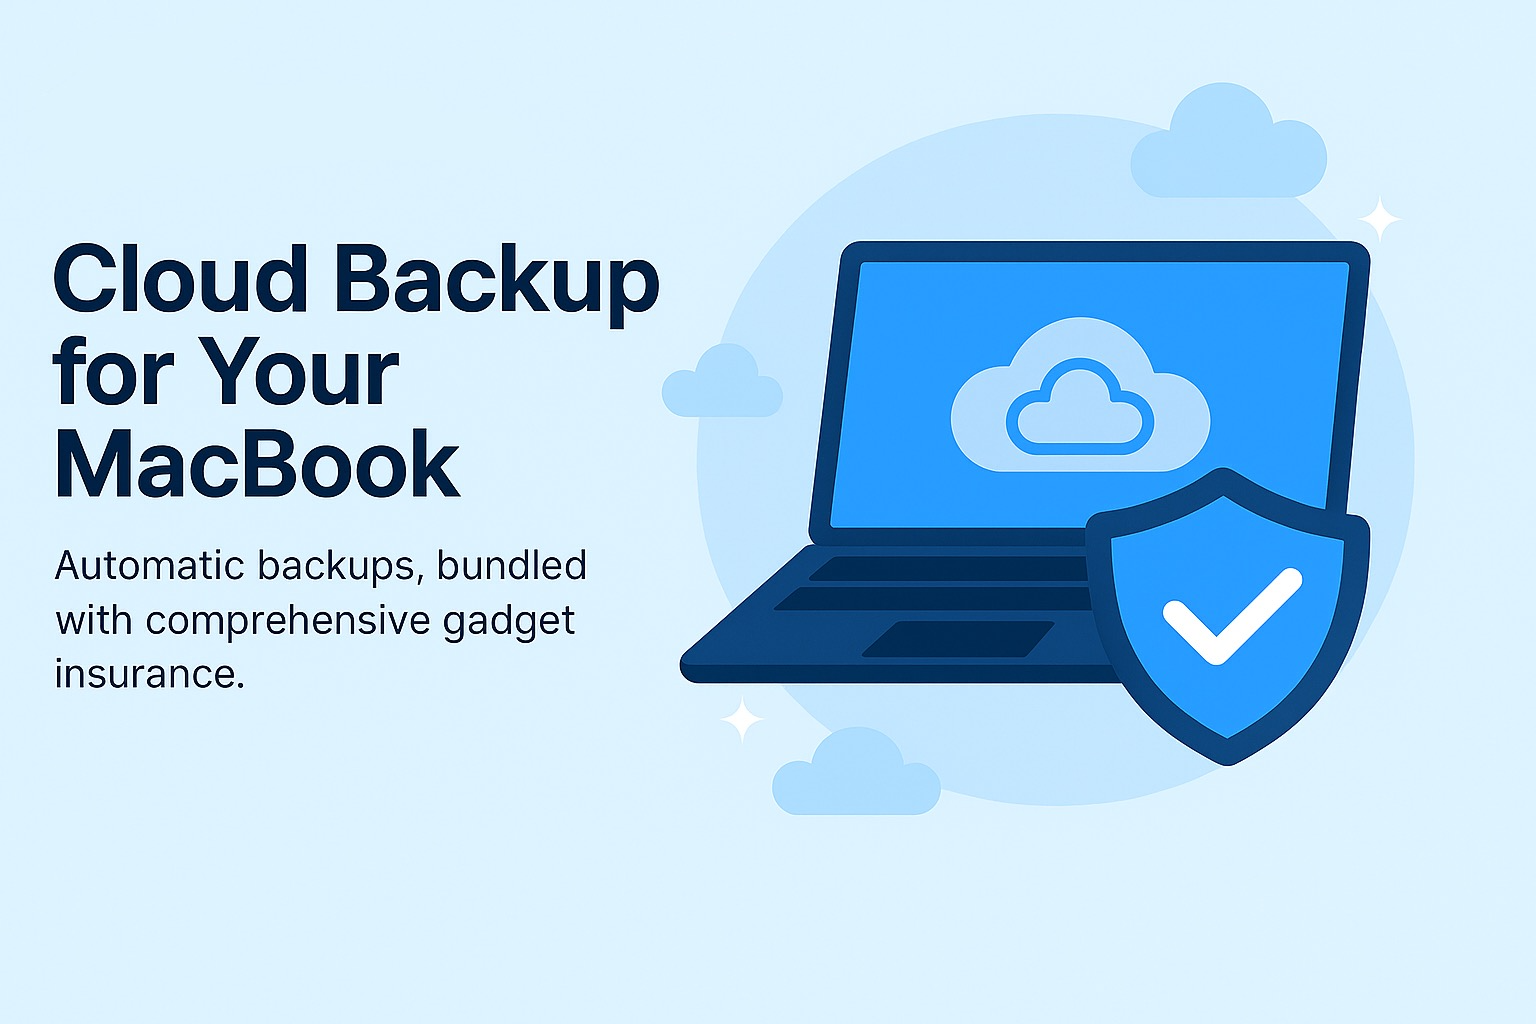 Cloud Backup
for Your
MacBook
Automatic backups, bundled
with comprehensive gadget
insurance.